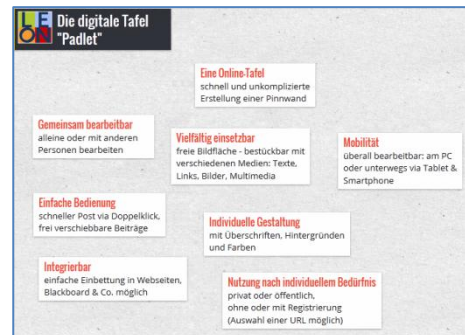 LEON
Die digitale Tafel
"Padlet"
Eine Online-Tafel
schnell und unkomplizierte
Erstellung einer Pinnwand
Gemeinsam bearbeitbar
alleine oder mit anderen
Personen bearbeiten
Vielfältig einsetzbar
freie Bildfläche - bestückbar mit
verschiedenen Medien: Texte,
Links, Bilder, Multimedia
Mobilität
überall bearbeitbar: am PC
oder unterwegs via Tablet &
Smartphone
Einfache Bedienung
schneller Post via Doppelklick,
frei verschiebbare Beiträge
Individuelle Gestaltung
mit Überschriften, Hintergründen
und Farben
Integrierbar
einfache Einbettung in Webseiten,
Blackboard & Co. möglich
Nutzung nach individuellem Bedürfnis
privat oder öffentlich,
ohne oder mit Registrierung
(Auswahl einer URL möglich)